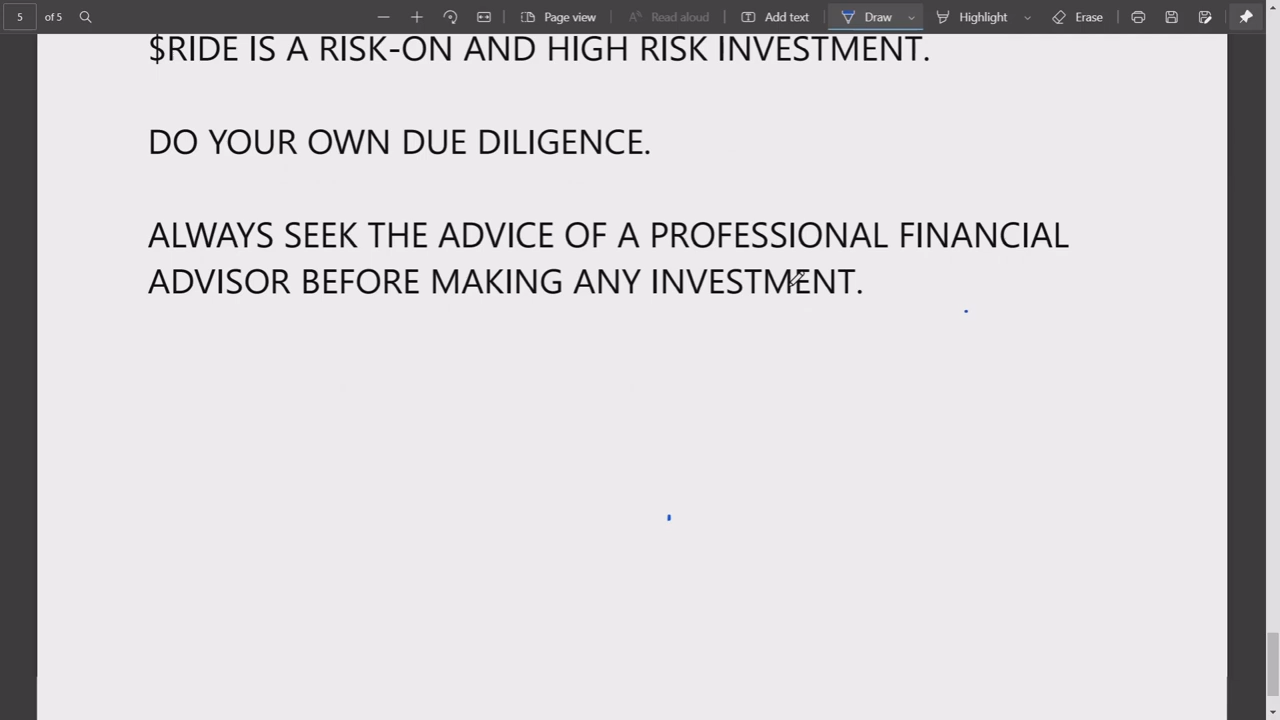 5 of 5 Page view Read aloud Add text Draw Highlight Erase
$RIDE IS A RISK-ON AND HIGH RISK INVESTMENT.
DO YOUR OWN DUE DILIGENCE.
ALWAYS SEEK THE ADVICE OF A PROFESSIONAL FINANCIAL
ADVISOR BEFORE MAKING ANY INVESTMENT.